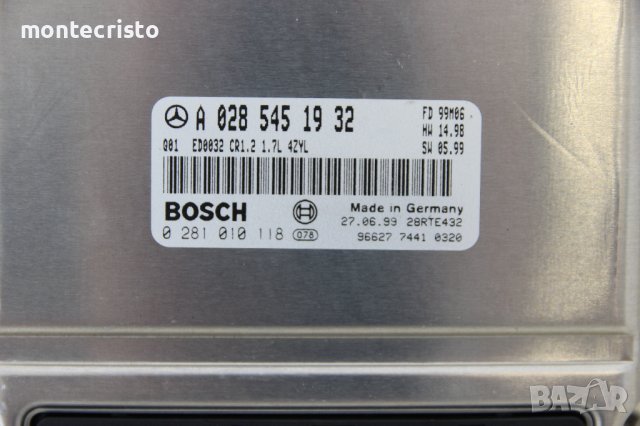 montecristo
A 028 545 19 32
FD 99M06
HW 14.98
Q01 ED0032 CR1.2 1.7L 4ZYL
SW 05.99
BOSCH
Made in Germany
27.06.99 28RTE432
0 281 010 118 078
96627 7441 0320
BAZAR